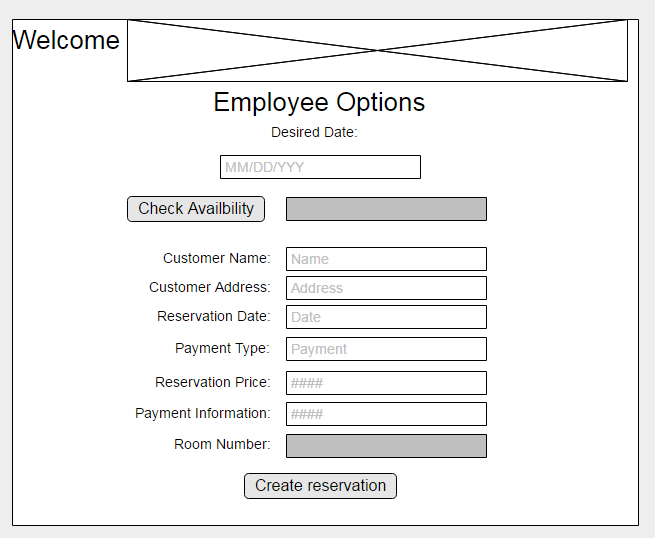 Welcome
Employee Options
Desired Date:
MM/DD/YYY
Check Availbility
Customer Name: Name
Customer Address: Address
Reservation Date: Date
Payment Type: Payment
Reservation Price: ####
Payment Information: ####
Room Number:
Create reservation